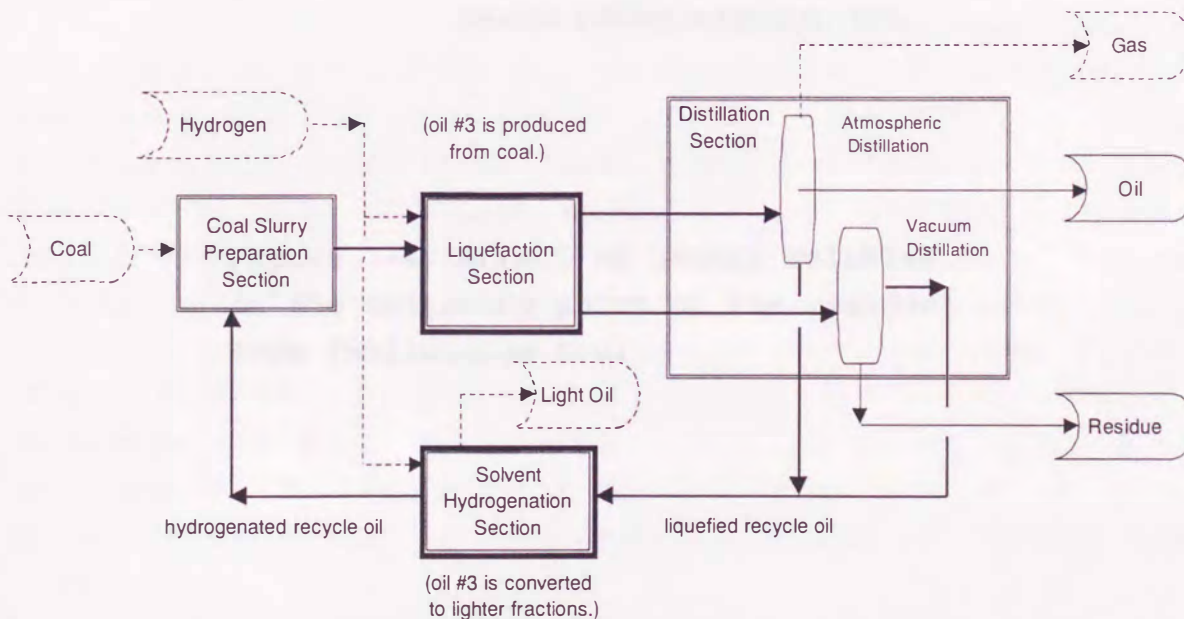 Gas
Hydrogen
(oil #3 is produced
from coal.)
Distillation
Section
Atmospheric
Distillation
Oil
Coal
Coal Slurry
Preparation
Section
Liquefaction
Section
Vacuum
Distillation
Light Oil
Residue
Solvent
Hydrogenation
Section
hydrogenated recycle oil
liquefied recycle oil
(oil #3 is converted
to lighter fractions.)